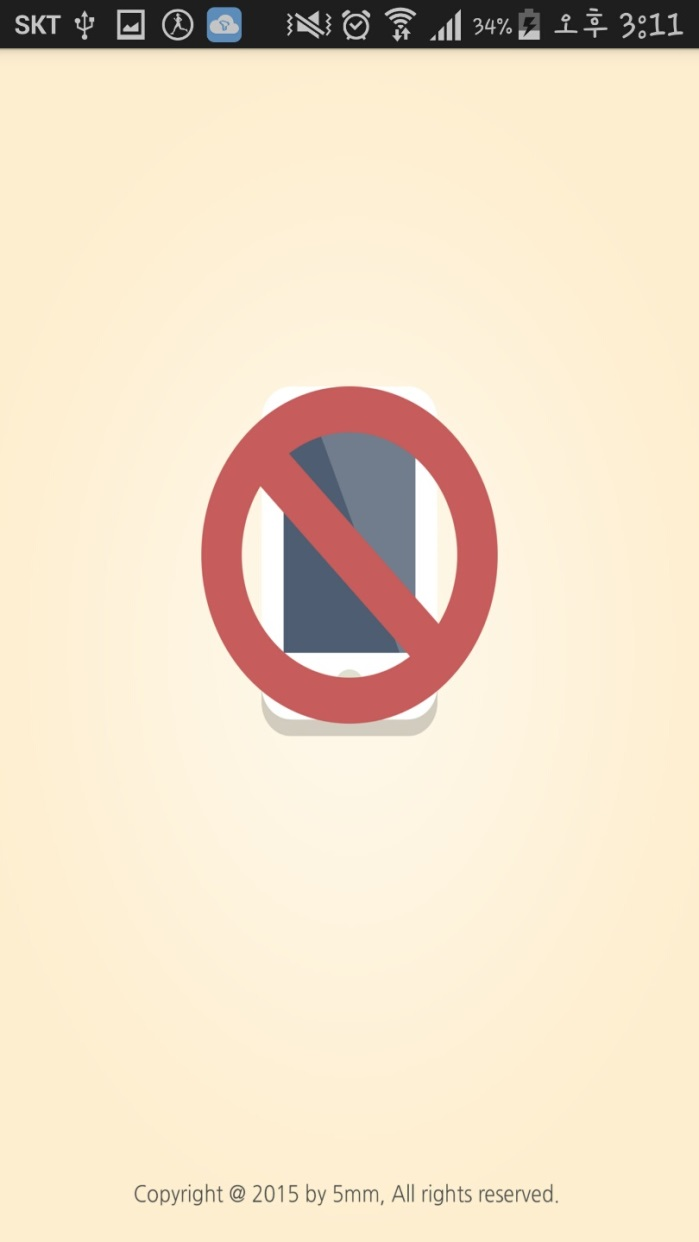 SKT 34% 오후 3:11
Copyright @ 2015 by 5mm, All rights reserved.